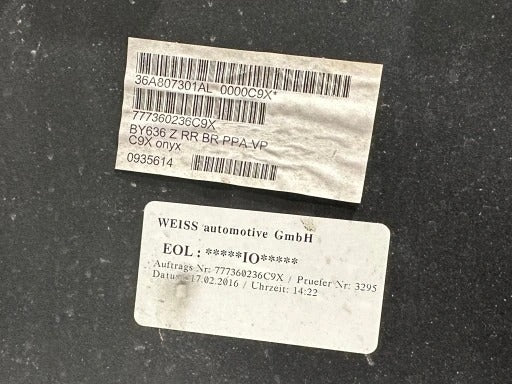 36A807301AL 0000C9X*
777360236C9X
BY636 Z RR BR PPA VP
C9X onyx
0935614
WEISS automotive GmbH
EOL: *****IO*****
Auftrags Nr: 777360236C9X / Pruefer Nr: 3295
Datu 17.02.2016 / Uhrzeit: 14:22